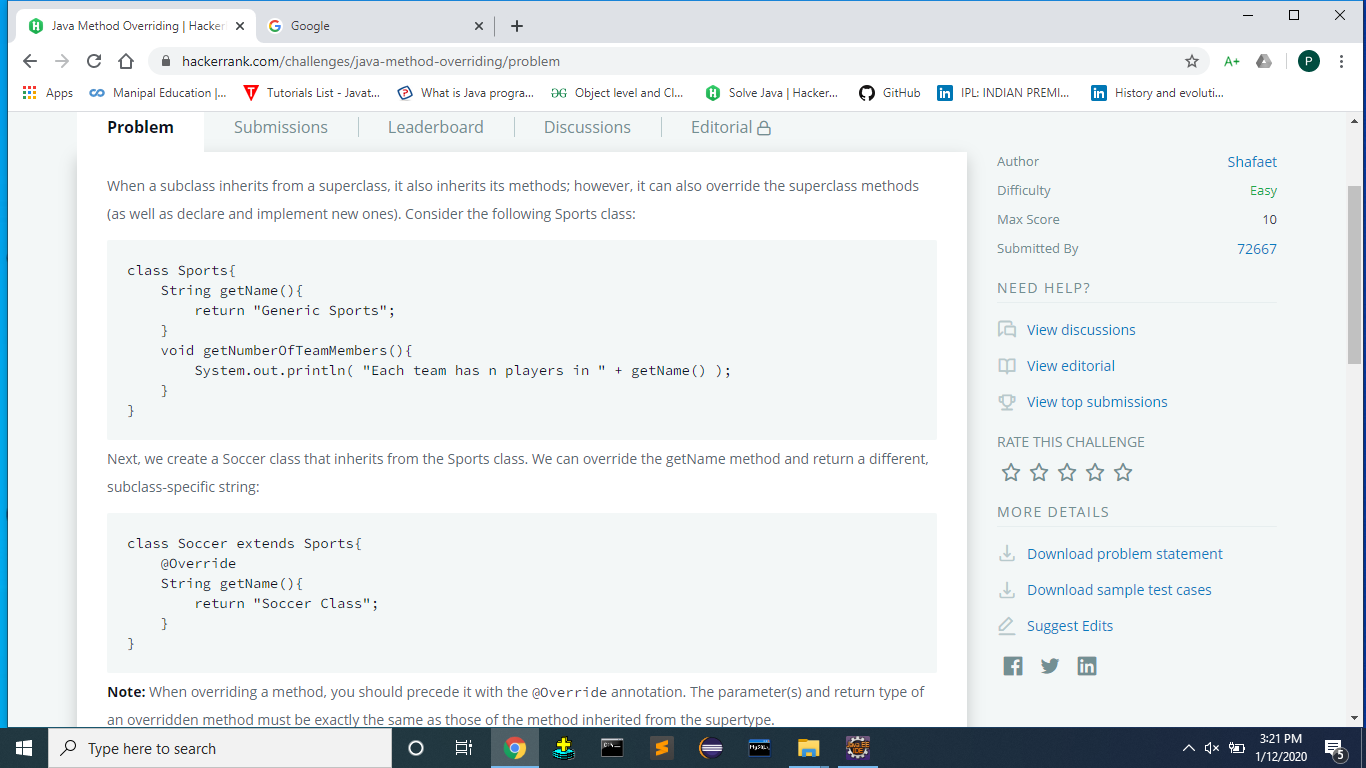 Java Method Overriding | Hacker
Google
hackerrank.com/challenges/java-method-overriding/problem
A+
P
Apps
Manipal Education |...
Tutorials List - Javat...
What is Java progra...
Object level and Cl...
Solve Java | Hacker...
GitHub
IPL: INDIAN PREMI...
History and evoluti...
Problem
Submissions
Leaderboard
Discussions
Editorial
When a subclass inherits from a superclass, it also inherits its methods; however, it can also override the superclass methods
(as well as declare and implement new ones). Consider the following Sports class:
class Sports{
String getName(){
return "Generic Sports";
}
void getNumberOfTeamMembers(){
System.out.println( "Each team has n players in " + getName() );
}
}
Next, we create a Soccer class that inherits from the Sports class. We can override the getName method and return a different,
subclass-specific string:
class Soccer extends Sports{
@Override
String getName(){
return "Soccer Class";
}
}
Note: When overriding a method, you should precede it with the @Override annotation. The parameter(s) and return type of
an overridden method must be exactly the same as those of the method inherited from the supertype.
Author Shafaet
Difficulty Easy
Max Score 10
Submitted By 72667
NEED HELP?
View discussions
View editorial
View top submissions
RATE THIS CHALLENGE
MORE DETAILS
Download problem statement
Download sample test cases
Suggest Edits
Type here to search
3:21 PM
1/12/2020
5